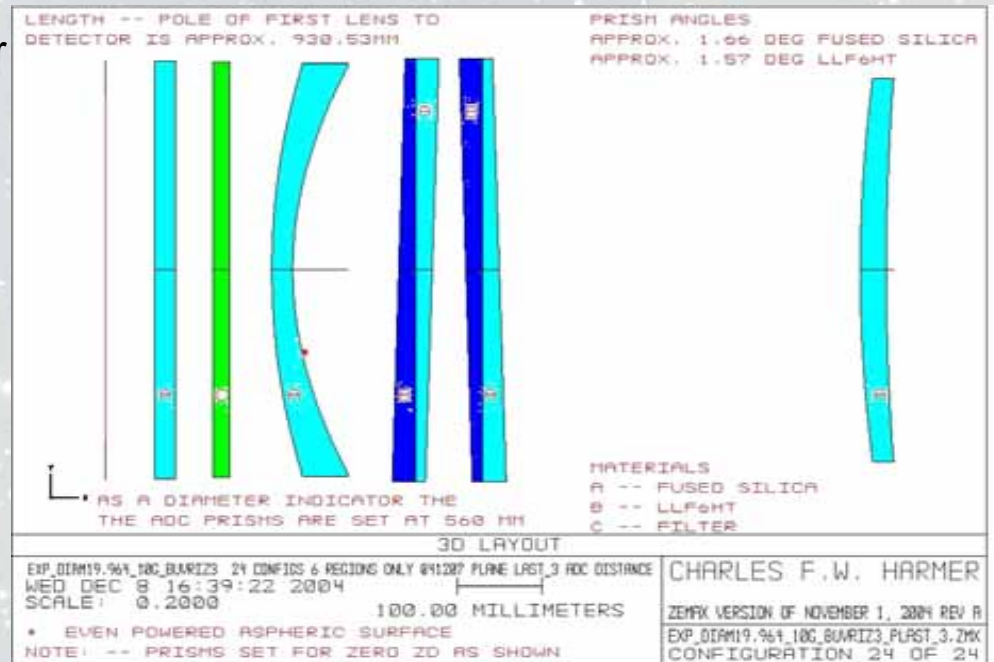 LENGTH -- POLE OF FIRST LENS TO
DETECTOR IS APPROX. 930.53MM
PRISM ANGLES
APPROX. 1.66 DEG FUSED SILICA
APPROX. 1.57 DEG LLF6HT
r
Y
AS A DIAMETER INDICATOR THE
THE ADC PRISMS ARE SET AT 560 MM
MATERIALS
A -- FUSED SILICA
B -- LLF6HT
C -- FILTER
3D LAYOUT
EXP_DIAM19.964_10G_BUVRIZ3 24 CONFIGS 6 REGIONS ONLY @41207 PLANE LAST_3 ADC DISTANCE
WED DEC 8 16:39:22 2004
SCALE: 0.2000
100.00 MILLIMETERS
* EVEN POWERED ASPHERIC SURFACE
NOTE: -- PRISMS SET FOR ZERO ZD AS SHOWN
CHARLES F.W. HARMER
ZEMAX VERSION OF NOVEMBER 1, 2004 REV A
EXP_DIAM19.964_10G_BUVRIZ3_PLAST_3.ZMX
CONFIGURATION 24 OF 24